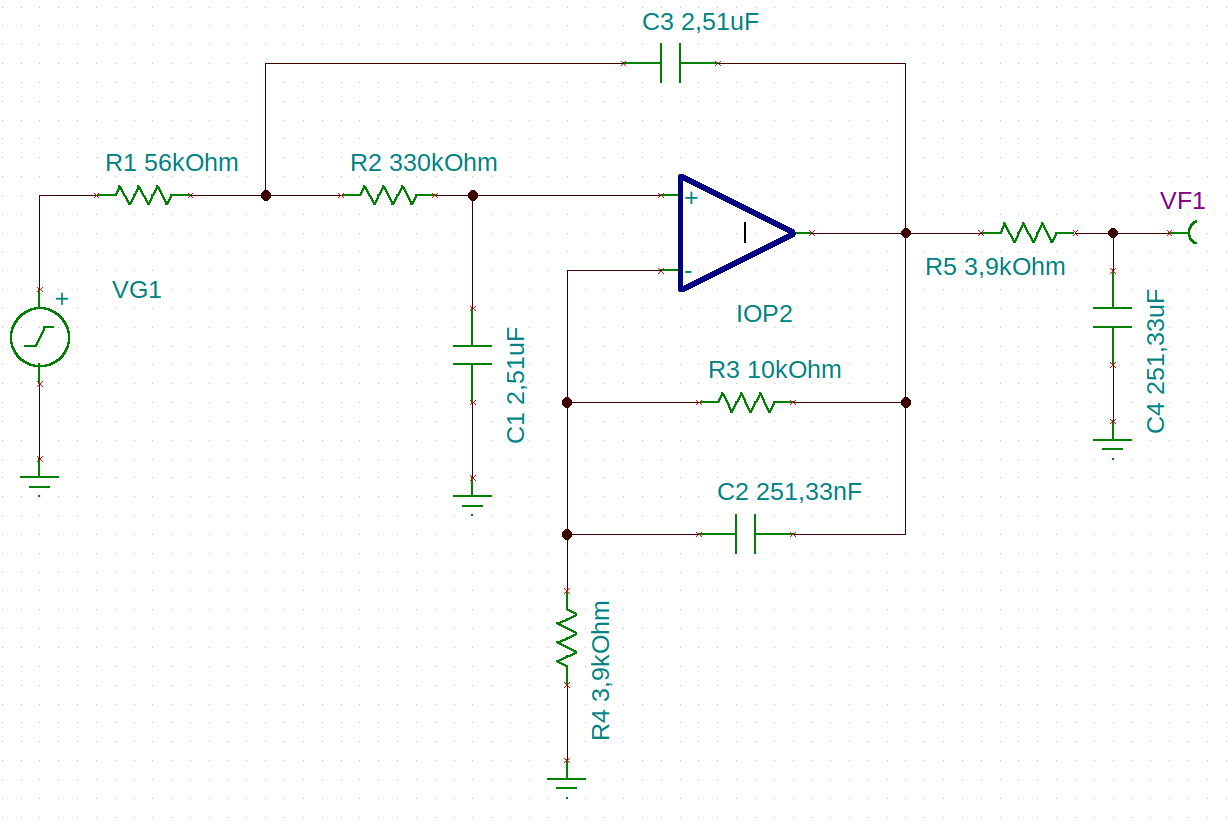 C3 2,51uF
R1 56kOhm
R2 330kOhm
VF1
+
-
I
R5 3,9kOhm
+
VG1
IOP2
C1 2,51uF
C4 251,33uF
R3 10kOhm
C2 251,33nF
R4 3,9kOhm